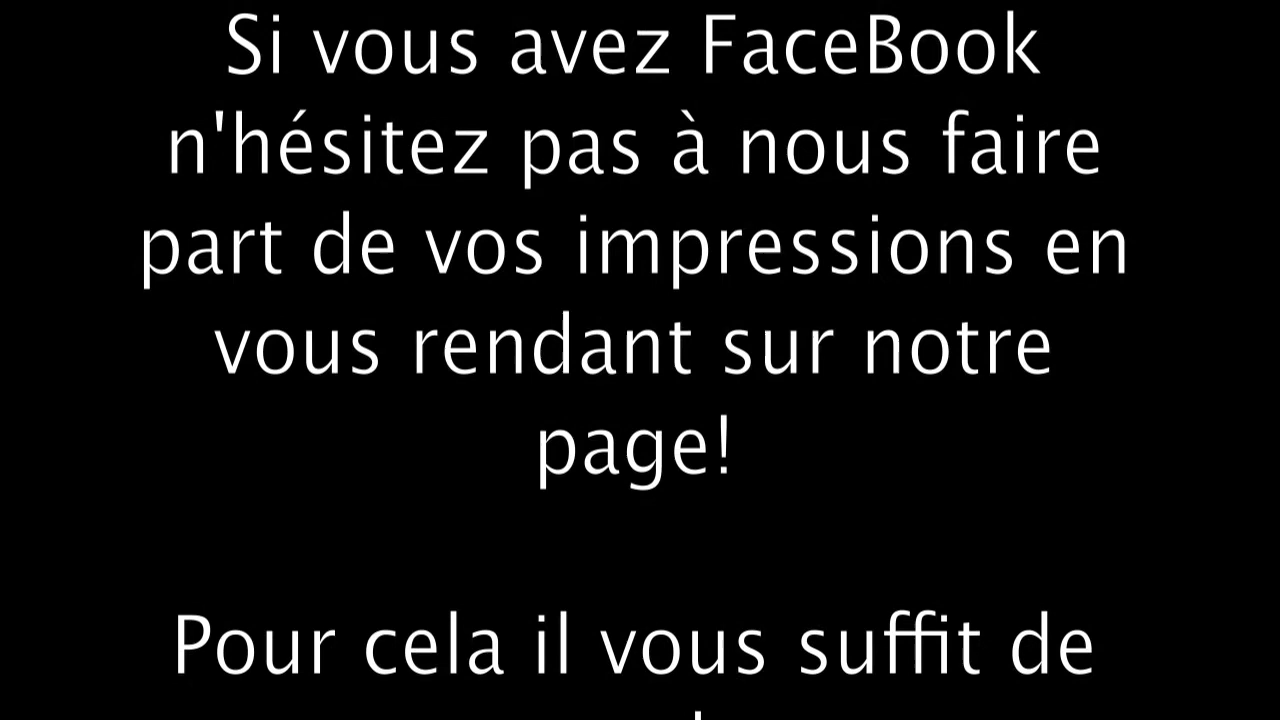 Si vous avez FaceBook
n'hésitez pas à nous faire
part de vos impressions en
vous rendant sur notre
page!
Pour cela il vous suffit de